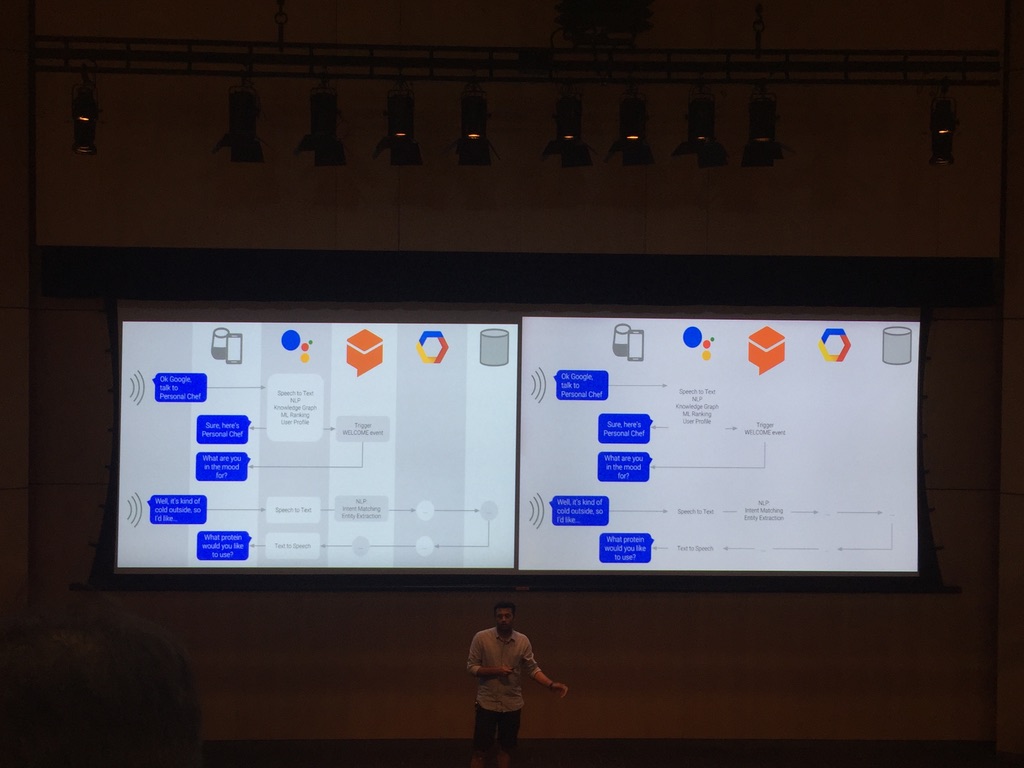 Ok Google,
talk to
Personal Chef
Speech to Text
NLP
Knowledge Graph
ML Ranking
User Profile
Sure, here's
Personal Chef
Trigger
WELCOME event
What are you
in the mood
for?
Well, it's kind of
cold outside, so
I'd like...
Speech to Text
NLP:
Intent Matching
Entity Extraction
...
...
What protein
would you like
to use?
Text to Speech
...
...
Ok Google,
talk to
Personal Chef
Speech to Text
NLP
Knowledge Graph
ML Ranking
User Profile
Sure, here's
Personal Chef
Trigger
WELCOME event
What are you
in the mood
for?
Well, it's kind of
cold outside, so
I'd like...
Speech to Text
NLP:
Intent Matching
Entity Extraction
...
...
What protein
would you like
to use?
Text to Speech
...
...